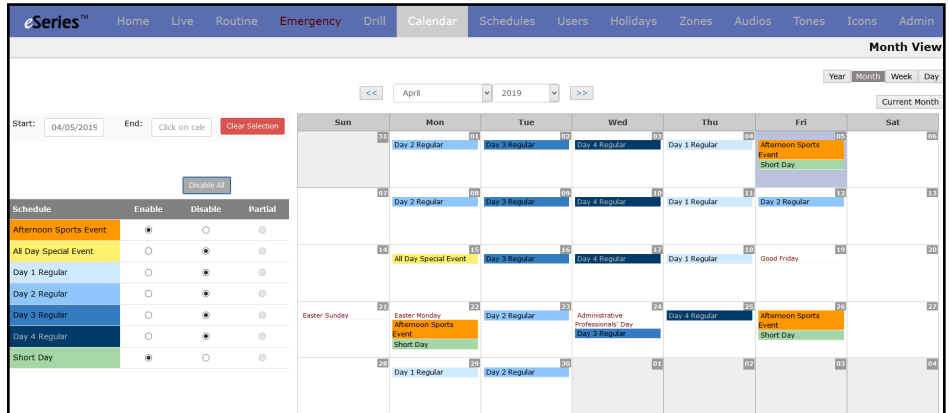 eSeries™ Home Live Routine Emergency Drill Calendar Schedules Users Holidays Zones Audios Tones Icons Admin
Month View
Year Month Week Day
<< April 2019 >>
Current Month
Start: 04/05/2019 End: Click on cale Clear Selection
Disable All
Schedule Enable Disable Partial
Afternoon Sports Event
All Day Special Event
Day 1 Regular
Day 2 Regular
Day 3 Regular
Day 4 Regular
Short Day
Sun Mon Tue Wed Thu Fri Sat
31 01 02 03 04 05 06
Day 2 Regular Day 3 Regular Day 4 Regular Day 1 Regular Afternoon Sports
Event
Short Day
07 08 09 10 11 12 13
Day 2 Regular Day 3 Regular Day 4 Regular Day 1 Regular Day 2 Regular
14 15 16 17 18 19 20
All Day Special Event Day 3 Regular Day 4 Regular Day 1 Regular Good Friday
21 22 23 24 25 26 27
Easter Sunday Easter Monday Day 2 Regular Administrative Day 4 Regular Afternoon Sports
Afternoon Sports Professionals' Day Event
Event Day 3 Regular Short Day
Short Day
28 29 30 01 02 03 04
Day 1 Regular Day 2 Regular